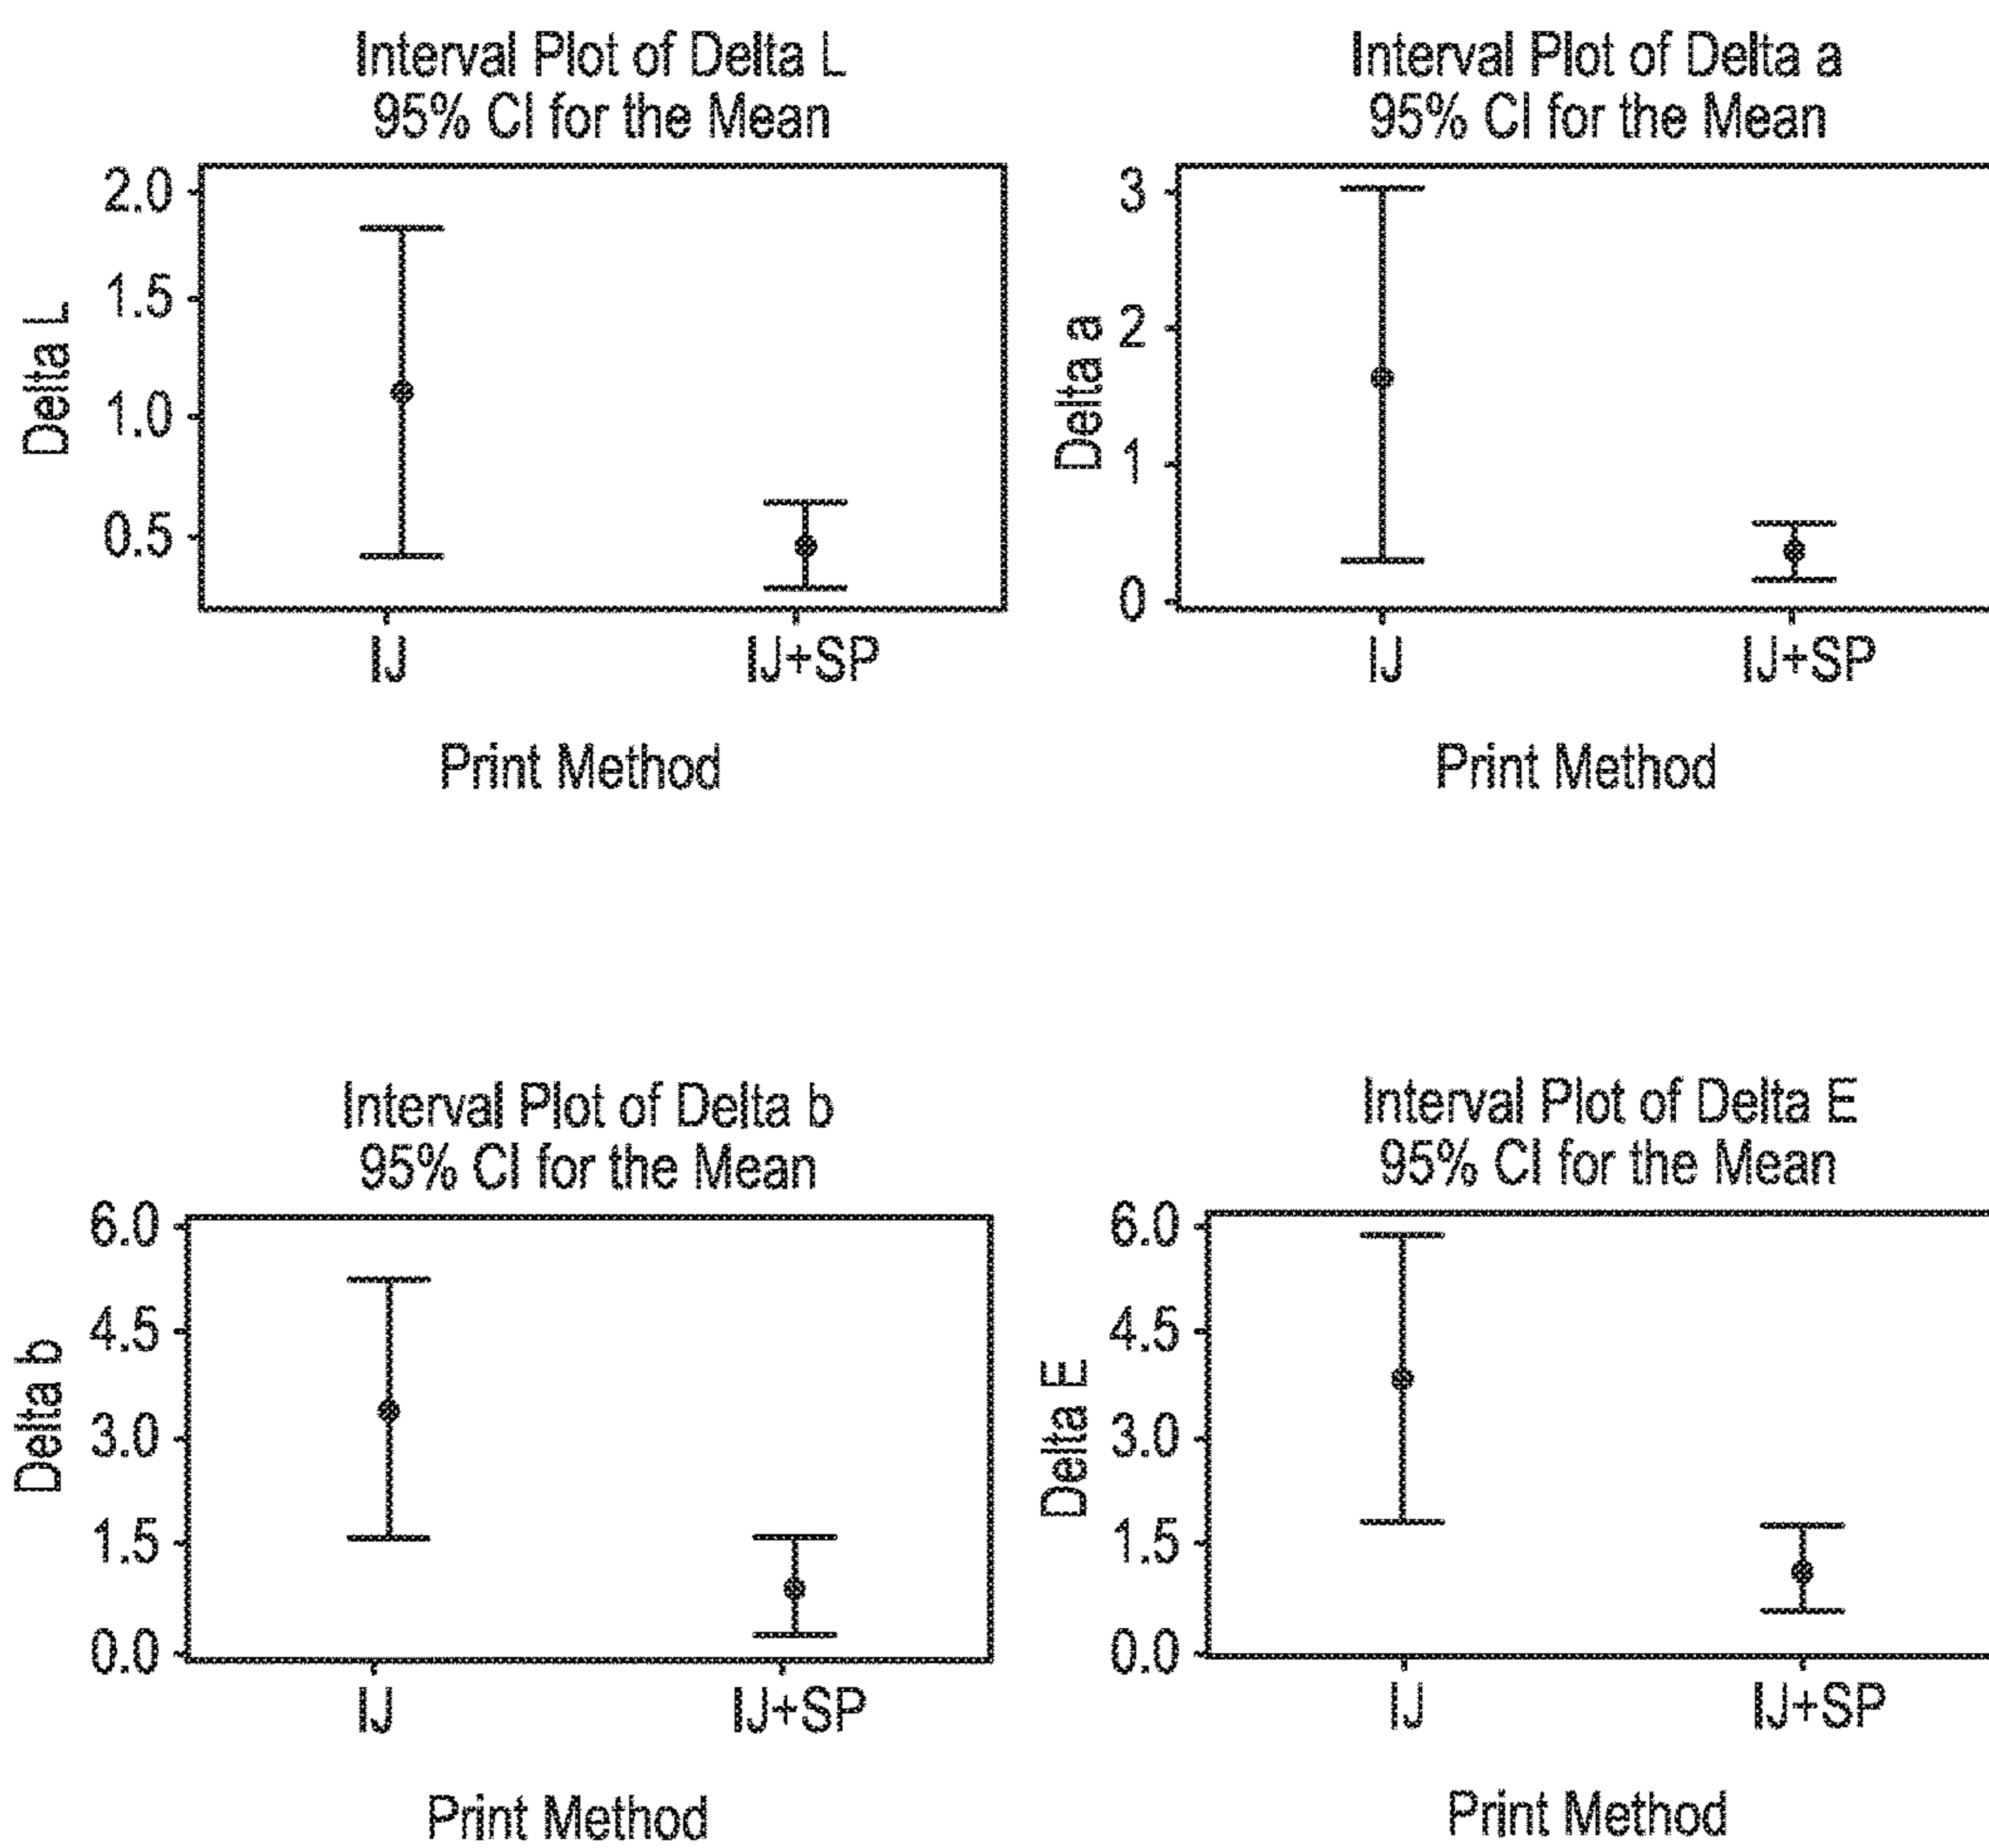 Interval Plot of Delta L
95% CI for the Mean
Delta L
2.0
1.5
1.0
0.5
IJ
IJ+SP
Print Method
Interval Plot of Delta a
95% CI for the Mean
Delta a
3
2
1
0
IJ
IJ+SP
Print Method
Interval Plot of Delta b
95% CI for the Mean
Delta b
6.0
4.5
3.0
1.5
0.0
IJ
IJ+SP
Print Method
Interval Plot of Delta E
95% CI for the Mean
Delta E
6.0
4.5
3.0
1.5
0.0
IJ
IJ+SP
Print Method